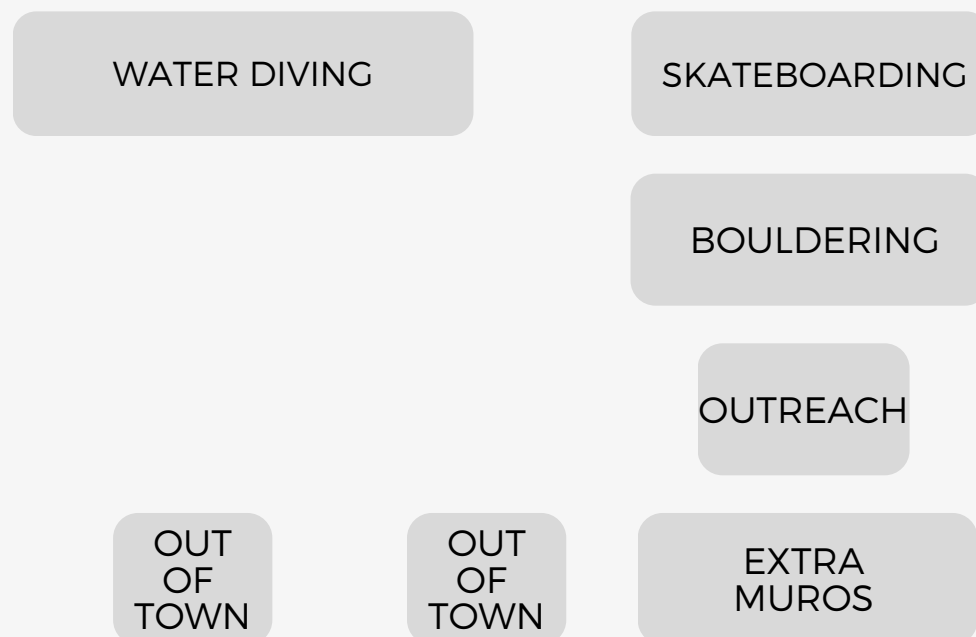 WATER DIVING
SKATEBOARDING
BOULDERING
OUTREACH
OUT
OF
TOWN
OUT
OF
TOWN
EXTRA
MUROS